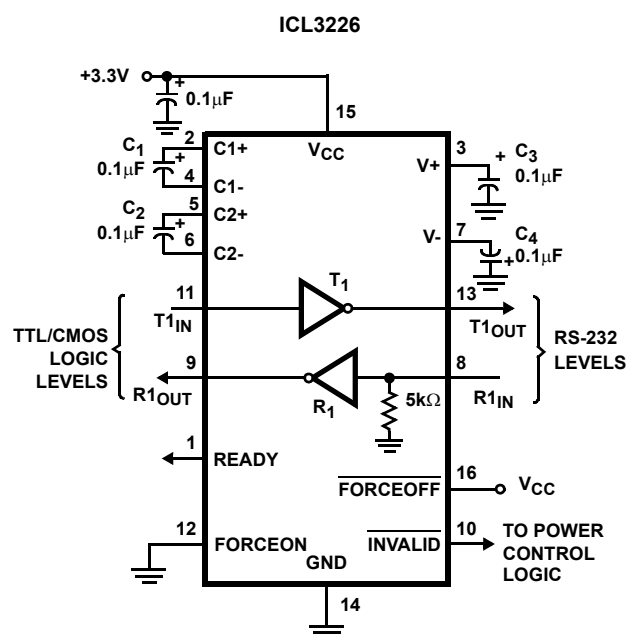 ICL3226
+3.3V
+
0.1μF
15
2
C1+
VCC
3
+
C3
0.1μF
C1
0.1μF
+
4
C1-
V+
C2
0.1μF
+
5
C2+
6
C2-
V-
7
C4
+
0.1μF
11
T1
13
T1IN
T1OUT
TTL/CMOS
LOGIC
LEVELS
RS-232
LEVELS
9
8
R1OUT
R1
5kΩ
R1IN
1
READY
16
FORCEOFF
VCC
12
FORCEON
INVALID
10
TO POWER
CONTROL
LOGIC
GND
14